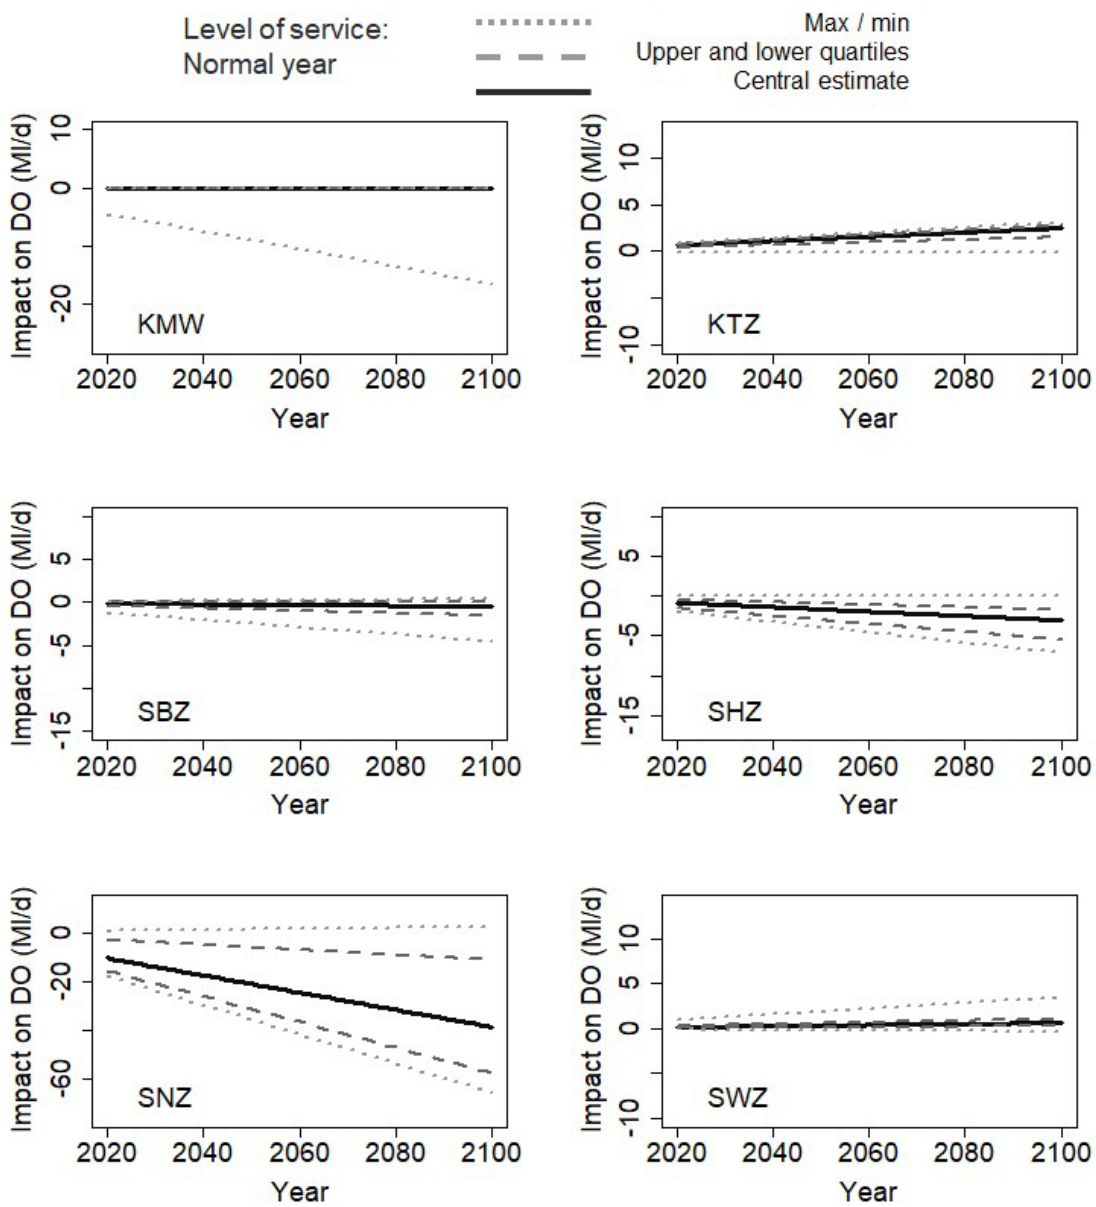 Level of service:
Normal year
Max / min
Upper and lower quartiles
Central estimate
Impact on DO (Ml/d)
10
0
-20
KMW
2020 2040 2060 2080 2100
Year
Impact on DO (Ml/d)
10
5
0
-10
KTZ
2020 2040 2060 2080 2100
Year
Impact on DO (Ml/d)
5
0
-5
-15
SBZ
2020 2040 2060 2080 2100
Year
Impact on DO (Ml/d)
5
-5
-15
SHZ
2020 2040 2060 2080 2100
Year
Impact on DO (Ml/d)
0
-20
-60
SNZ
2020 2040 2060 2080 2100
Year
Impact on DO (Ml/d)
10
5
0
-10
SWZ
2020 2040 2060 2080 2100
Year